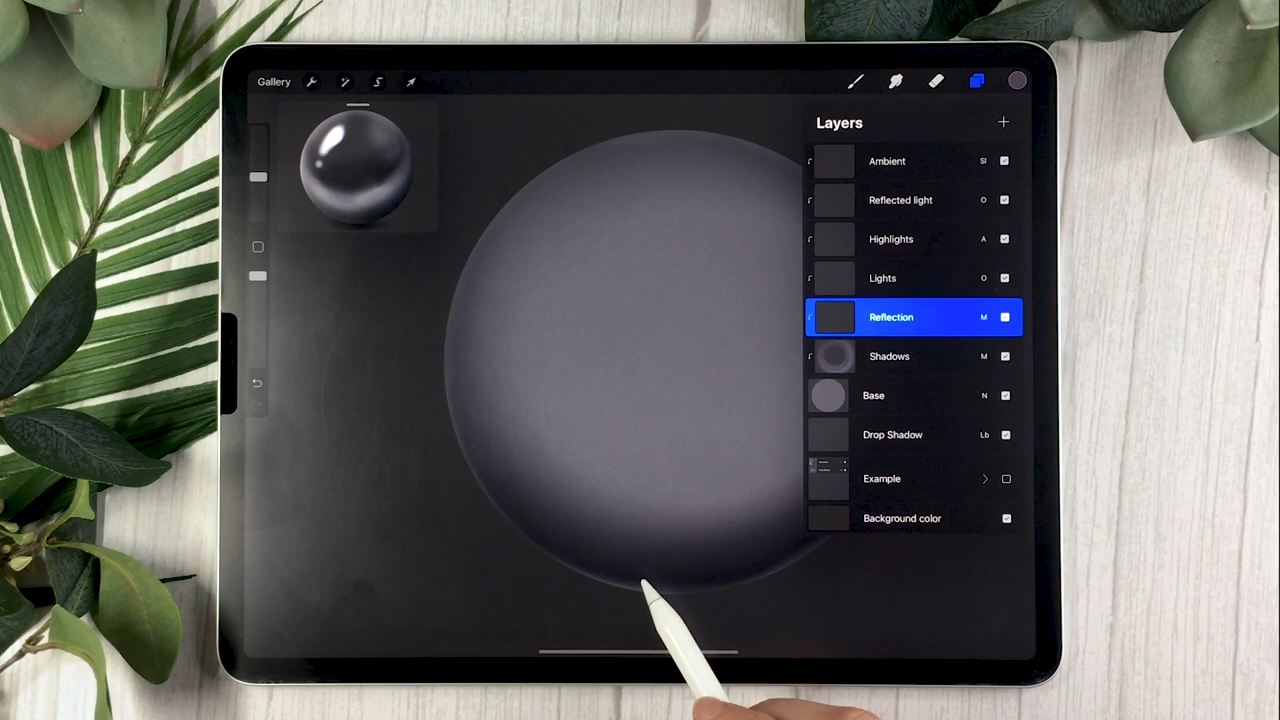 Gallery
Layers
Ambient Sl
Reflected light O
Highlights A
Lights O
Reflection M
Shadows M
Base N
Drop Shadow Lb
Example
Background color